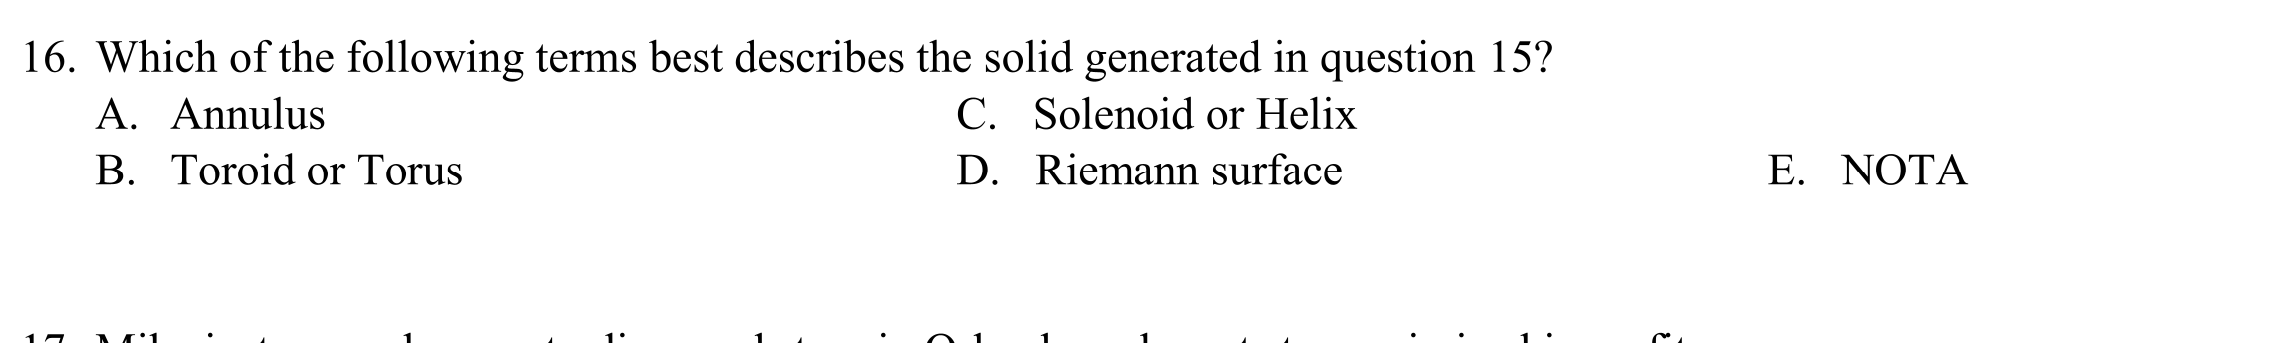 16. Which of the following terms best describes the solid generated in question 15?
A. Annulus C. Solenoid or Helix
B. Toroid or Torus D. Riemann surface E. NOTA